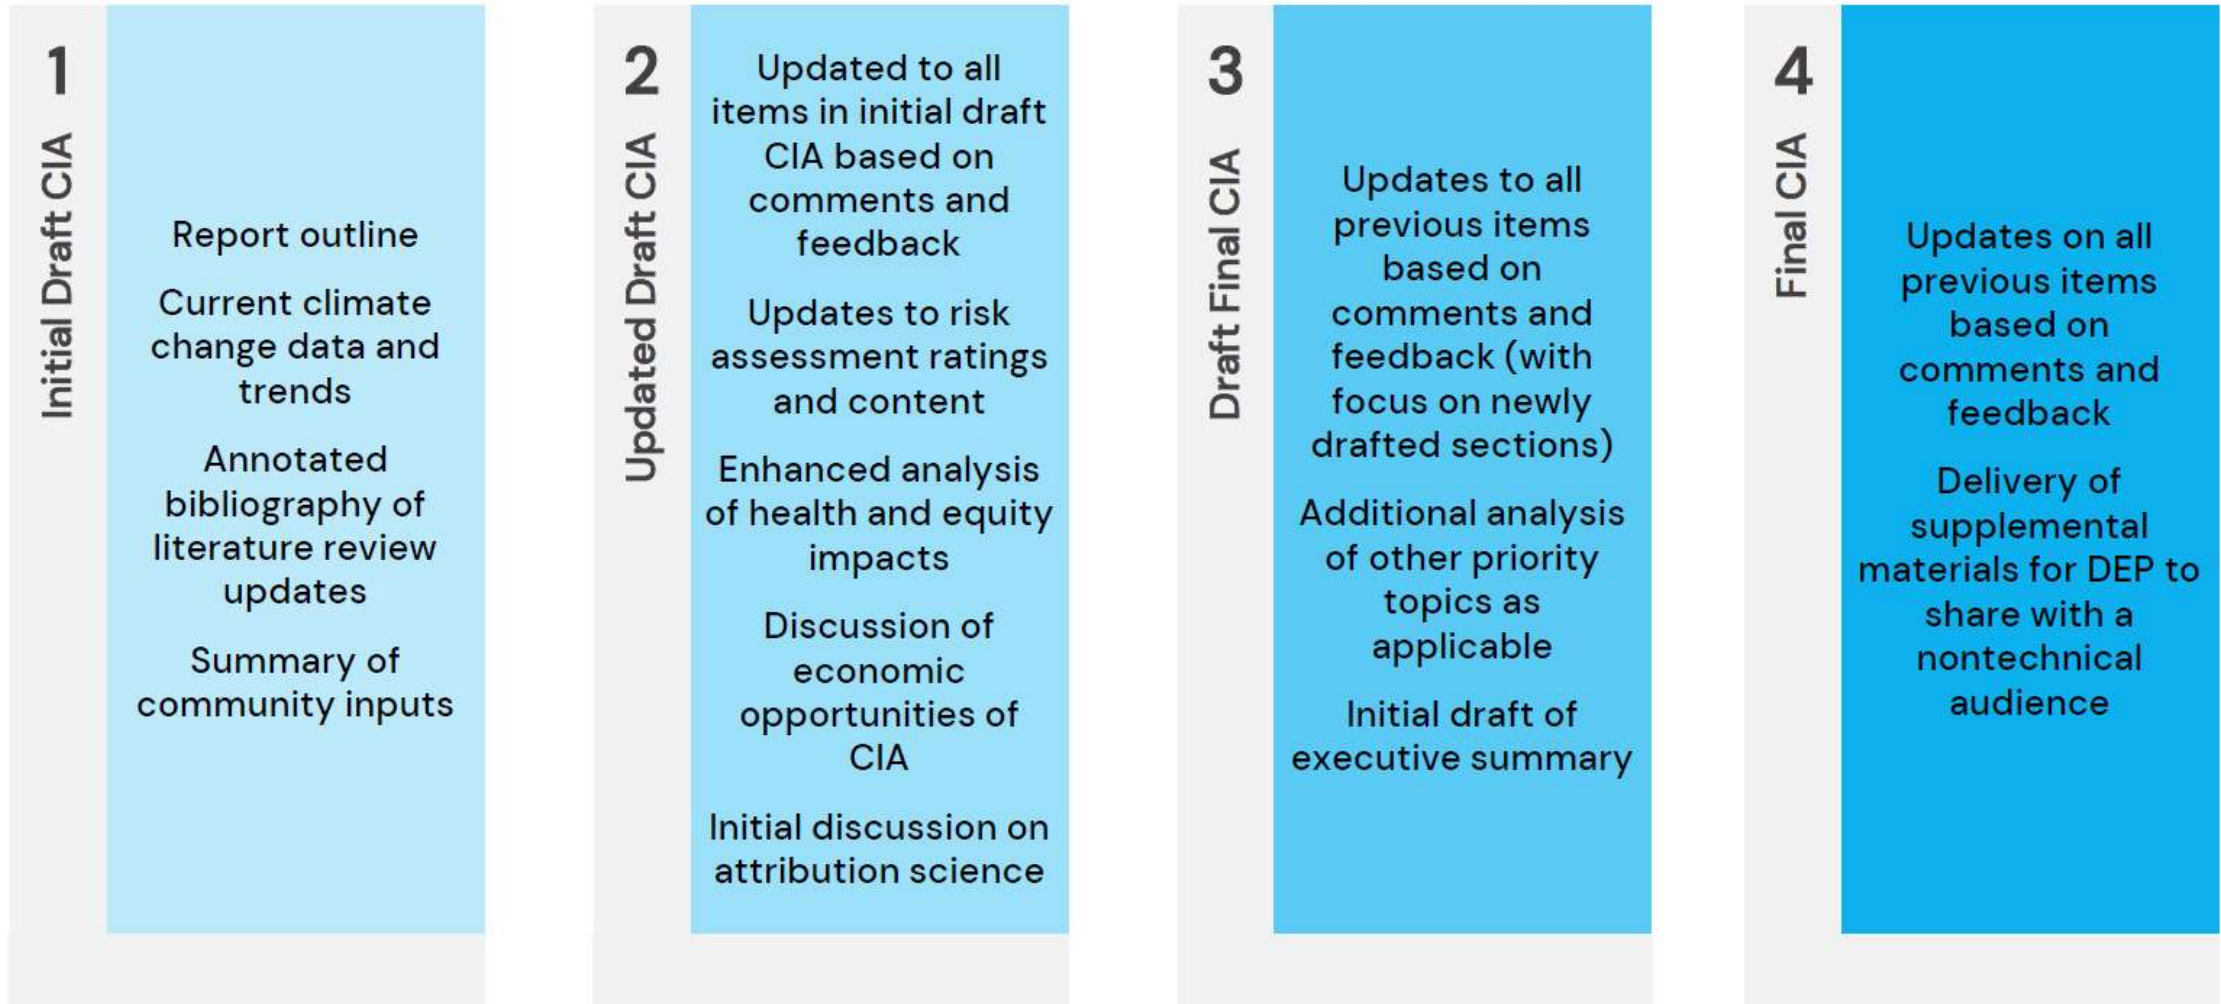 1
Initial Draft CIA
Report outline
Current climate
change data and
trends
Annotated
bibliography of
literature review
updates
Summary of
community inputs
2
Updated Draft CIA
Updated to all
items in initial draft
CIA based on
comments and
feedback
Updates to risk
assessment ratings
and content
Enhanced analysis
of health and equity
impacts
Discussion of
economic
opportunities of
CIA
Initial discussion on
attribution science
3
Draft Final CIA
Updates to all
previous items
based on
comments and
feedback (with
focus on newly
drafted sections)
Additional analysis
of other priority
topics as
applicable
Initial draft of
executive summary
4
Final CIA
Updates on all
previous items
based on
comments and
feedback
Delivery of
supplemental
materials for DEP to
share with a
nontechnical
audience